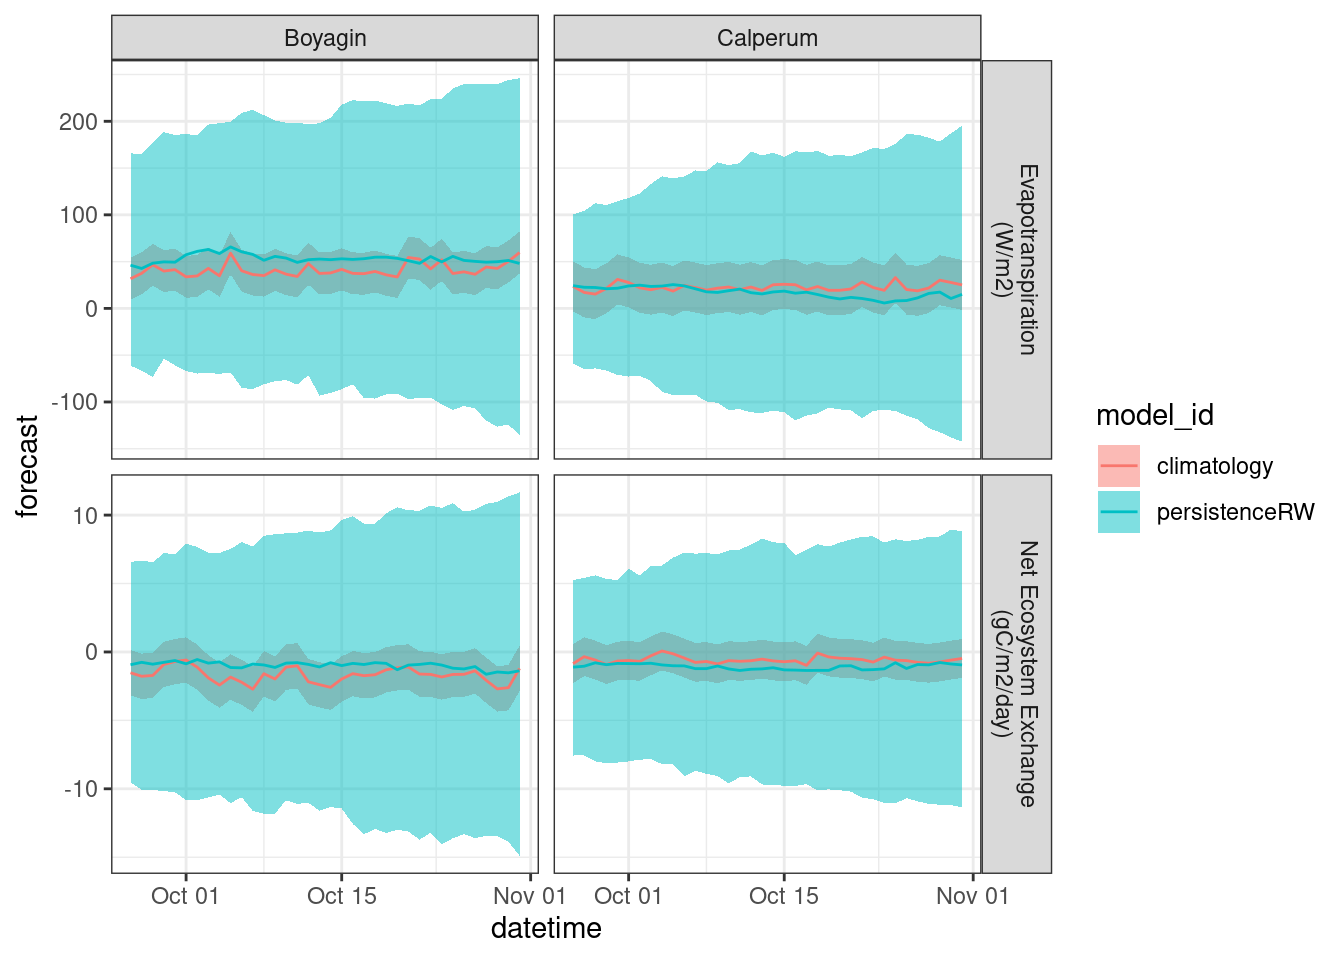 Boyagin
Calperum
200
100
0
-100
Evapotranspiration
(W/m2)
10
0
-10
Net Ecosystem Exchange
(gC/m2/day)
forecast
Oct 01
Oct 15
Nov 01
Oct 01
Oct 15
Nov 01
datetime
model_id
climatology
persistenceRW